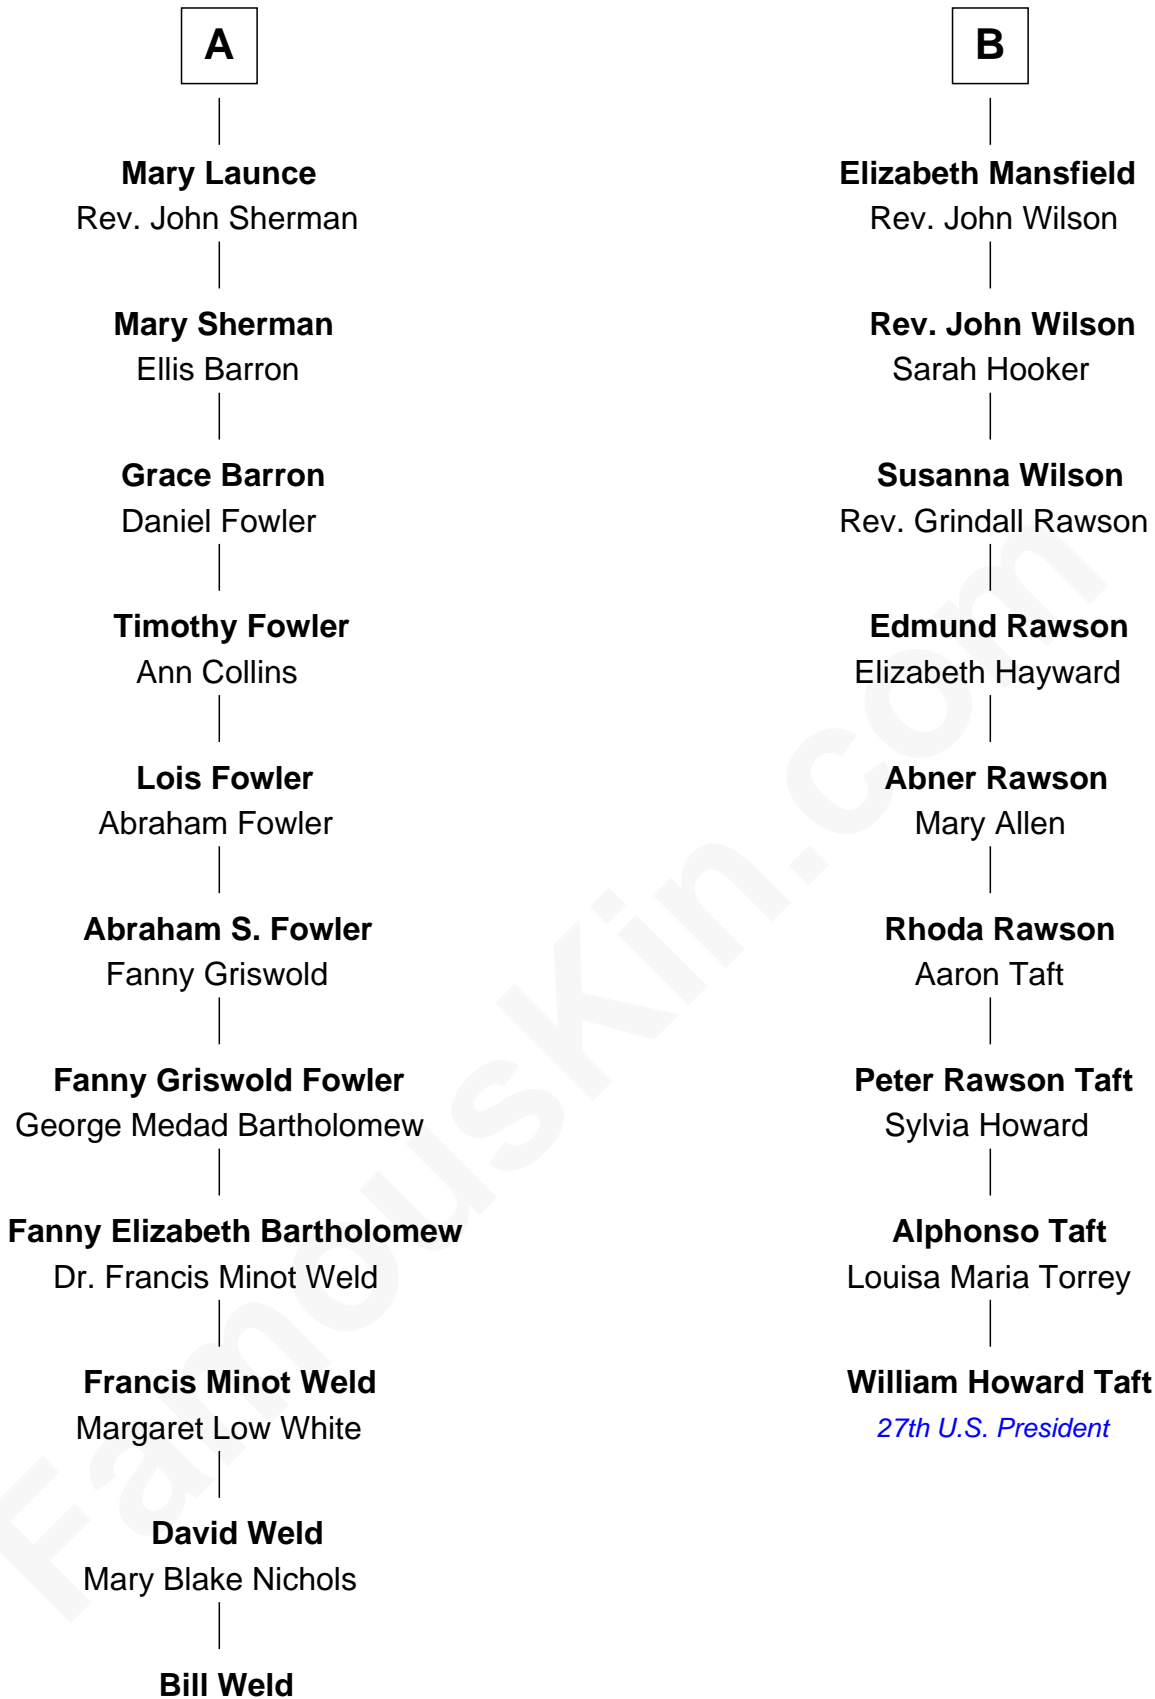 A
Mary Launce
Rev. John Sherman
Mary Sherman
Ellis Barron
Grace Barron
Daniel Fowler
Timothy Fowler
Ann Collins
Lois Fowler
Abraham Fowler
Abraham S. Fowler
Fanny Griswold
Fanny Griswold Fowler
George Medad Bartholomew
Fanny Elizabeth Bartholomew
Dr. Francis Minot Weld
Francis Minot Weld
Margaret Low White
David Weld
Mary Blake Nichols
Bill Weld
B
Elizabeth Mansfield
Rev. John Wilson
Rev. John Wilson
Sarah Hooker
Susanna Wilson
Rev. Grindall Rawson
Edmund Rawson
Elizabeth Hayward
Abner Rawson
Mary Allen
Rhoda Rawson
Aaron Taft
Peter Rawson Taft
Sylvia Howard
Alphonso Taft
Louisa Maria Torrey
William Howard Taft
27th U.S. President
FamousKin.com